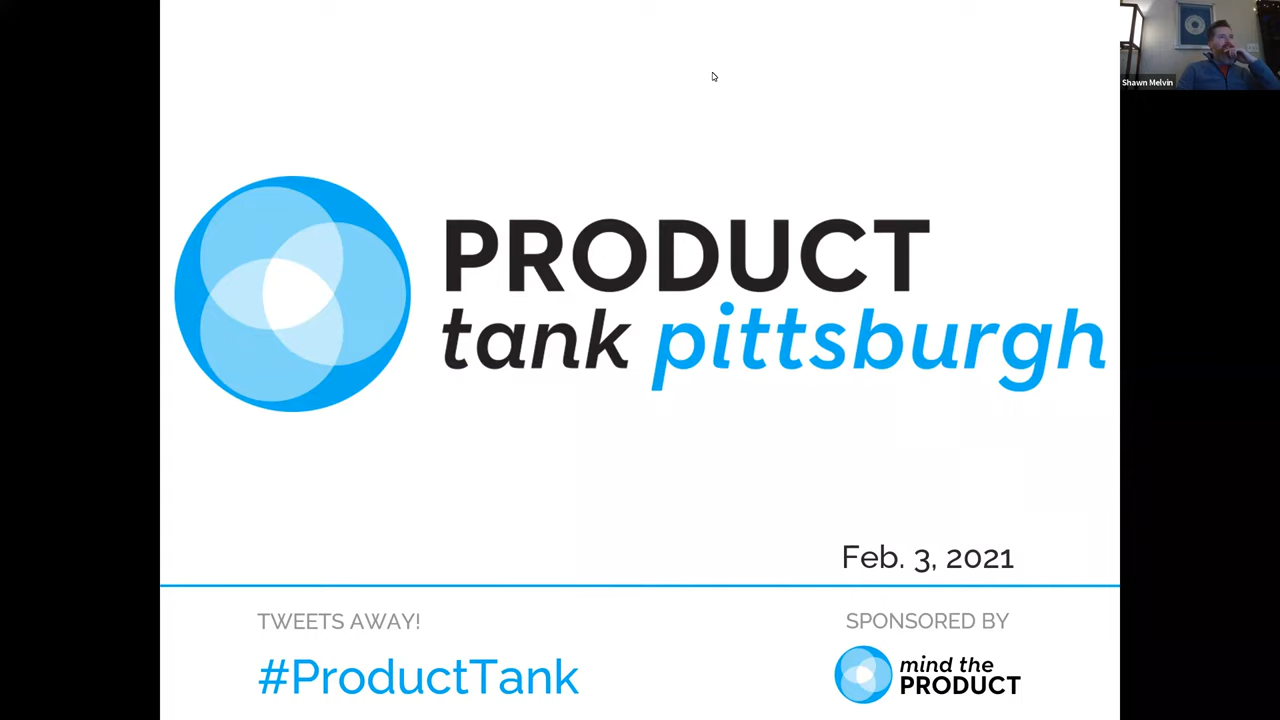 Shawn Melvin
PRODUCT
tank pittsburgh
Feb. 3, 2021
TWEETS AWAY!
#ProductTank
SPONSORED BY
mind the
PRODUCT